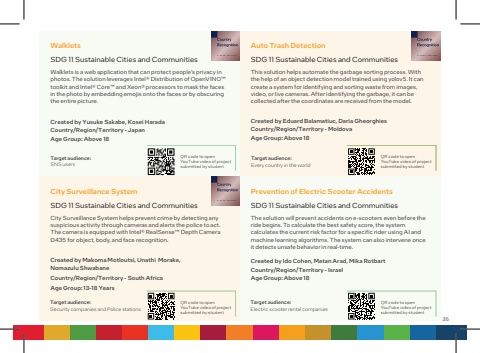 Walklets
Country
Recognition
SDG 11 Sustainable Cities and Communities
Walklets is a web application that can protect people's privacy in
photos. The solution leverages Intel® Distribution of OpenVINO™
toolkit and Intel® Core™ and Xeon® processors to mask the faces
in the photo by embedding emojis onto the faces or by obscuring
the entire picture.
Created by Yusuke Sakabe, Kosei Harada
Country/Region/Territory - Japan
Age Group: Above 18
Target audience:
SNS users
QR code to open
YouTube video of project
submitted by student
Auto Trash Detection
Country
Recognition
SDG 11 Sustainable Cities and Communities
This solution helps automate the garbage sorting process. With
the help of an object detection model trained using yolov5. It can
create a system for identifying and sorting waste from images,
video, or live cameras. After identifying the garbage, it can be
collected after the coordinates are received from the model.
Created by Eduard Balamatiuc, Daria Gheorghies
Country/Region/Territory - Moldova
Age Group: Above 18
Target audience:
Every country in the world
QR code to open
YouTube video of project
submitted by student
City Surveillance System
Country
Recognition
SDG 11 Sustainable Cities and Communities
City Surveillance System helps prevent crime by detecting any
suspicious activity through cameras and alerts the police to act.
The camera is equipped with Intel® RealSense™ Depth Camera
D435 for object, body, and face recognition.
Created by Makoma Motloutsi, Unathi Morake,
Nomazulu Shwabane
Country/Region/Territory - South Africa
Age Group: 13-18 Years
Target audience:
Security companies and Police stations
QR code to open
YouTube video of project
submitted by student
Prevention of Electric Scooter Accidents
SDG 11 Sustainable Cities and Communities
The solution will prevent accidents on e-scooters even before the
ride begins. To calculate the best safety score, the system
calculates the current risk factor for a specific rider using AI and
machine learning algorithms. The system can also intervene once
it detects unsafe behavior in real-time.
Created by Ido Cohen, Matan Arad, Mika Rotbart
Country/Region/Territory - Israel
Age Group: Above 18
Target audience:
Electric scooter rental companies
QR code to open
YouTube video of project
submitted by student